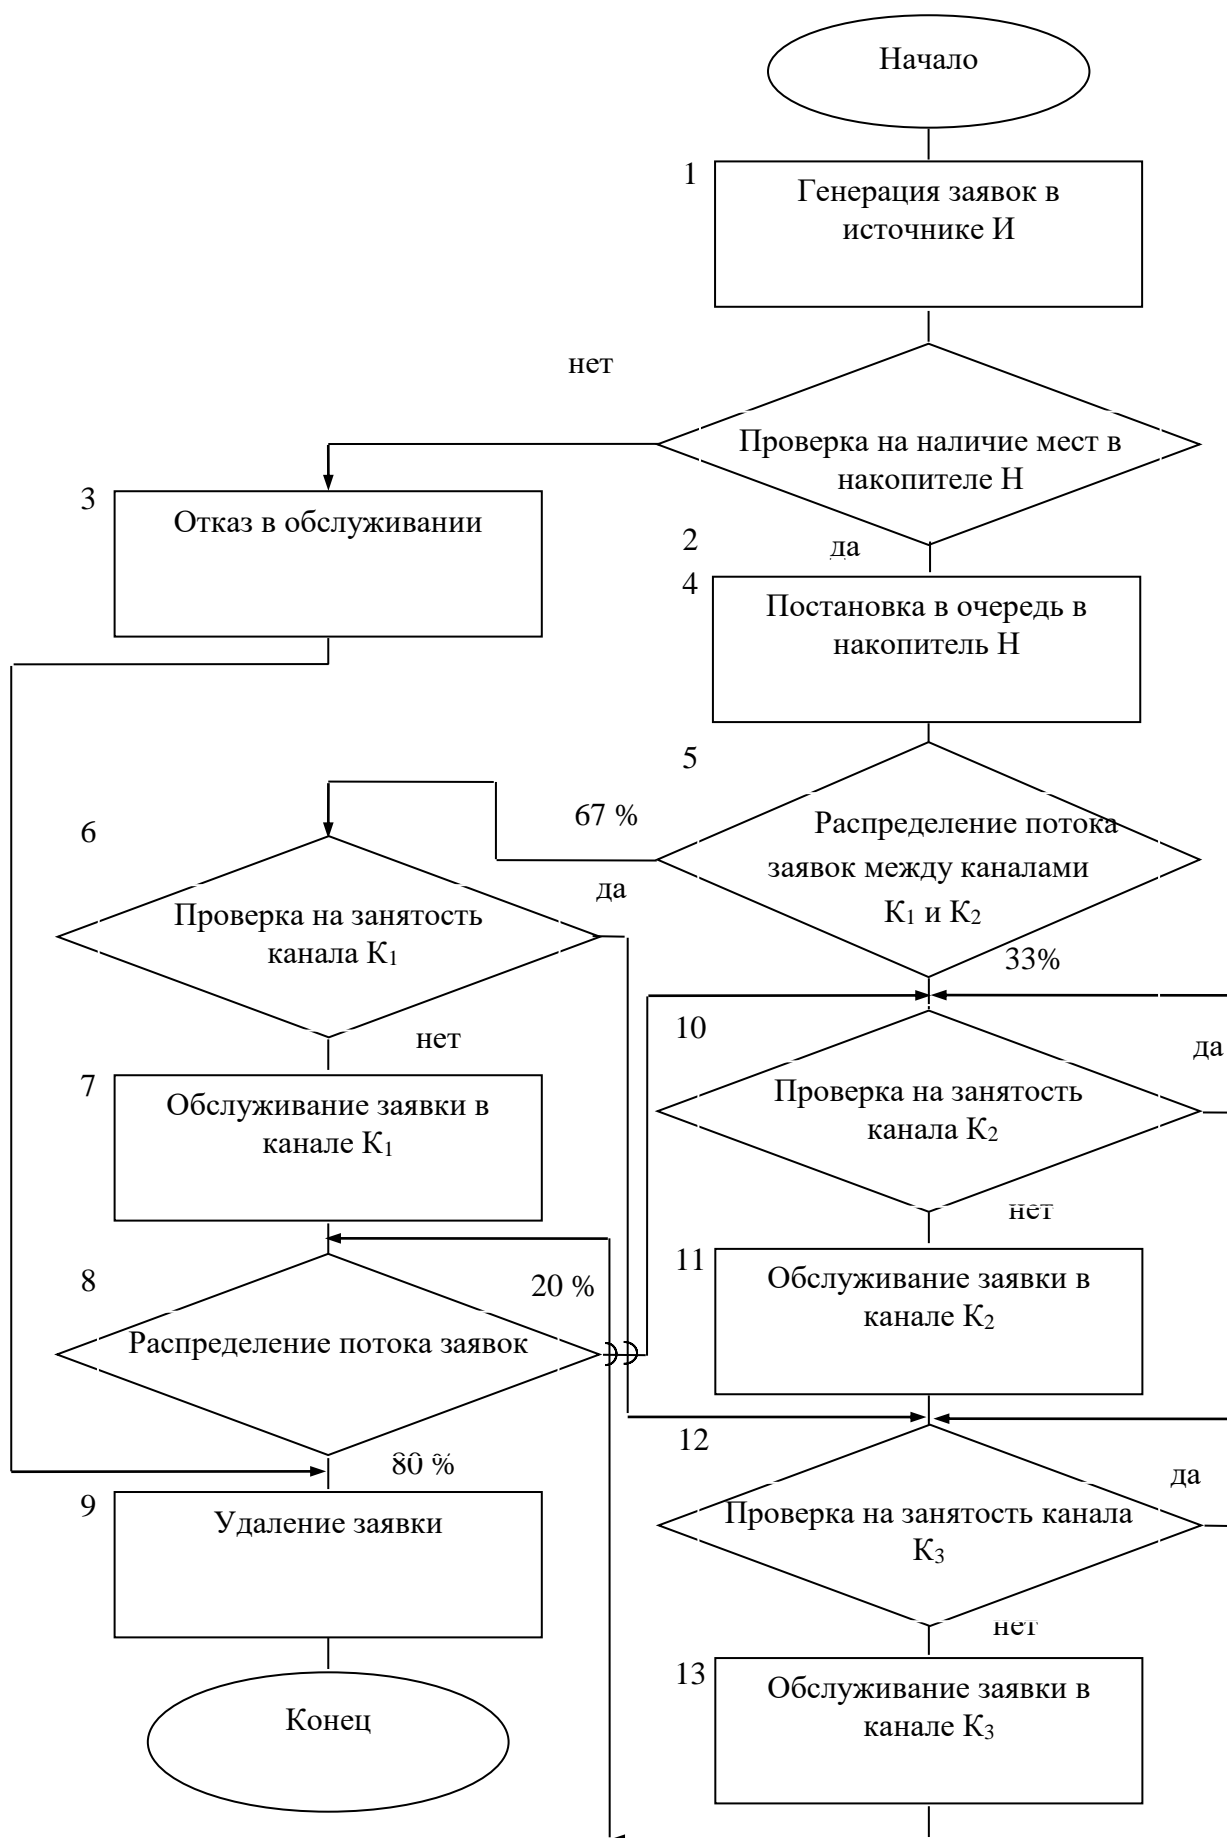 Начало
1
Генерация заявок в
источнике И
нет
Проверка на наличие мест в
накопителе Н
3
Отказ в обслуживании
2
да
4
Постановка в очередь в
накопитель Н
5
67 %
Распределение потока
заявок между каналами
К₁ и К₂
6
да
Проверка на занятость
канала К₁
33%
нет
10
да
Проверка на занятость
канала К₂
7
Обслуживание заявки в
канале К₁
нет
8
20 %
11
Обслуживание заявки в
канале К₂
Распределение потока заявок
80 %
12
да
9
Удаление заявки
Проверка на занятость канала
К₃
нет
13
Обслуживание заявки в
канале К₃
Конец